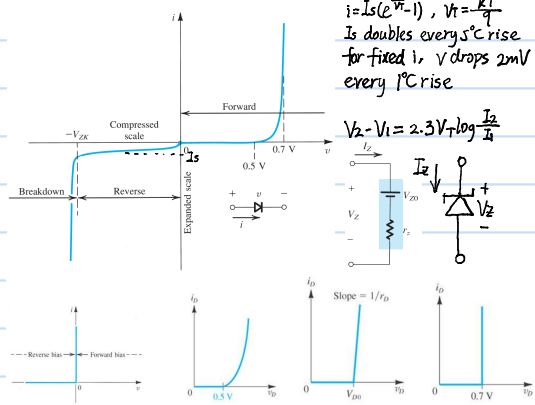 i=Is(e^v/VT-1), VT=kT/q
Is doubles every 5°C rise
for fixed i, v drops 2mV
every 1°C rise
V2-V1=2.3VTlog I2/I1
i
Forward
Compressed
scale
-VZK
0
Is
0.5 V
0.7 V
v
Breakdown
Reverse
Expanded scale
+ v -
i
IZ
+
VZ
-
VZ0
rz
Iz
+
Vz
-
i
Reverse bias
Forward bias
0
v
iD
0
0.5 V
vD
iD
Slope = 1/rD
0
VD0
vD
iD
0
0.7 V
vD